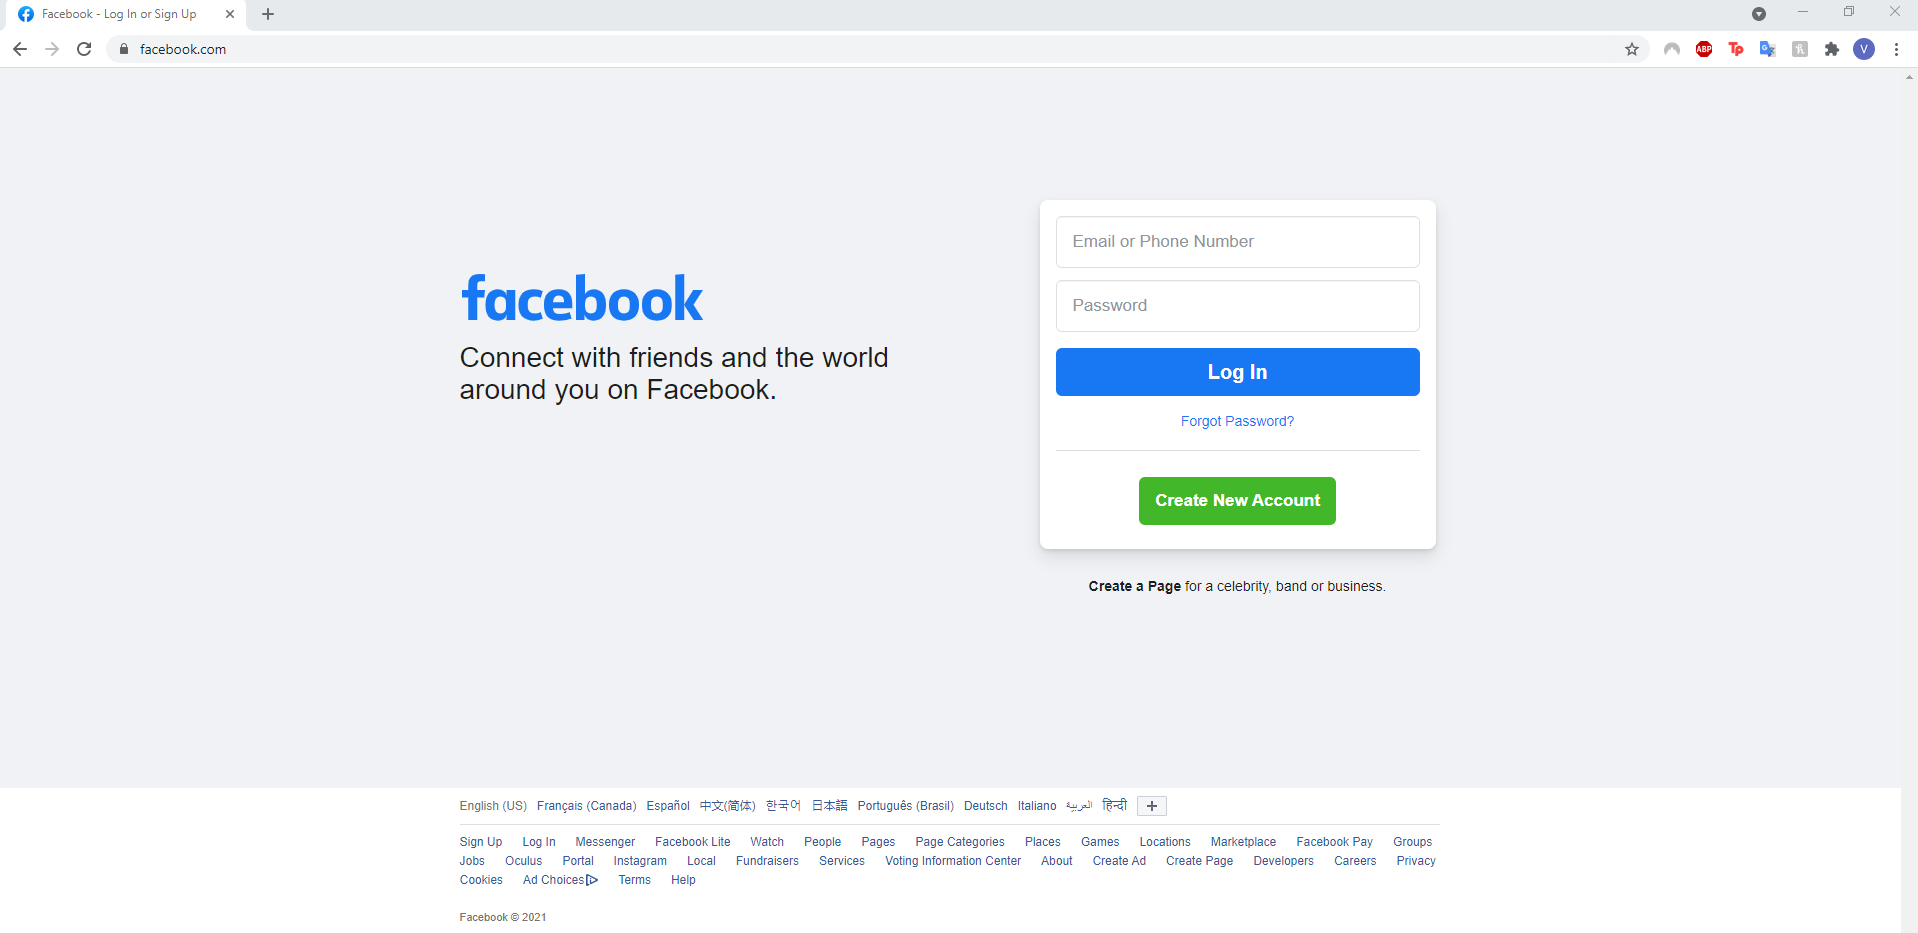 Facebook - Log In or Sign Up
facebook.com
ABP
Tp
V
facebook
Connect with friends and the world
around you on Facebook.
Email or Phone Number
Password
Log In
Forgot Password?
Create New Account
Create a Page for a celebrity, band or business.
English (US) Français (Canada) Español 中文(简体) 한국어 日本語 Português (Brasil) Deutsch Italiano العربية हिन्दी
Sign Up Log In Messenger Facebook Lite Watch People Pages Page Categories Places Games Locations Marketplace Facebook Pay Groups
Jobs Oculus Portal Instagram Local Fundraisers Services Voting Information Center About Create Ad Create Page Developers Careers Privacy
Cookies Ad Choices Terms Help
Facebook © 2021